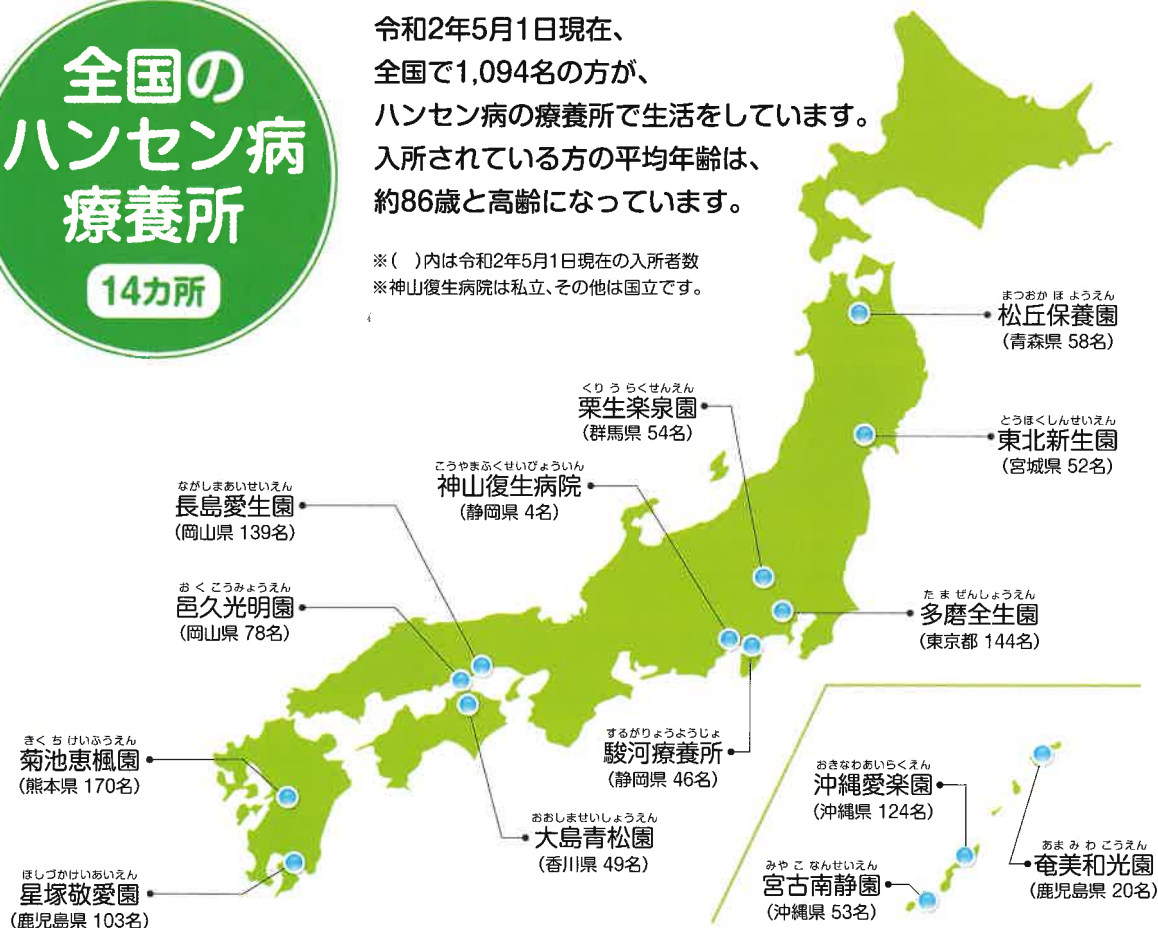 全国の
ハンセン病
療養所
14カ所
令和2年5月1日現在、
全国で1,094名の方が、
ハンセン病の療養所で生活をしています。
入所されている方の平均年齢は、
約86歳と高齢になっています。
※(　)内は令和2年5月1日現在の入所者数
※神山復生病院は私立、その他は国立です。
まつおか ほ ようえん
松丘保養園
(青森県 58名)
くり う らくせんえん
栗生楽泉園
(群馬県 54名)
とうほくしんせいえん
東北新生園
(宮城県 52名)
こうやまふくせいびょういん
神山復生病院
(静岡県 4名)
ながしまあいせいえん
長島愛生園
(岡山県 139名)
おく こうみょうえん
邑久光明園
(岡山県 78名)
た ま ぜんしょうえん
多磨全生園
(東京都 144名)
きく ち けいふうえん
菊池恵楓園
(熊本県 170名)
するがりょうようじょ
駿河療養所
(静岡県 46名)
おおしませいしょうえん
大島青松園
(香川県 49名)
おきなわあいらくえん
沖縄愛楽園
(沖縄県 124名)
あま み わ こうえん
奄美和光園
(鹿児島県 20名)
みや こ なんせいえん
宮古南静園
(沖縄県 53名)
ほしづかけいあいえん
星塚敬愛園
(鹿児島県 103名)